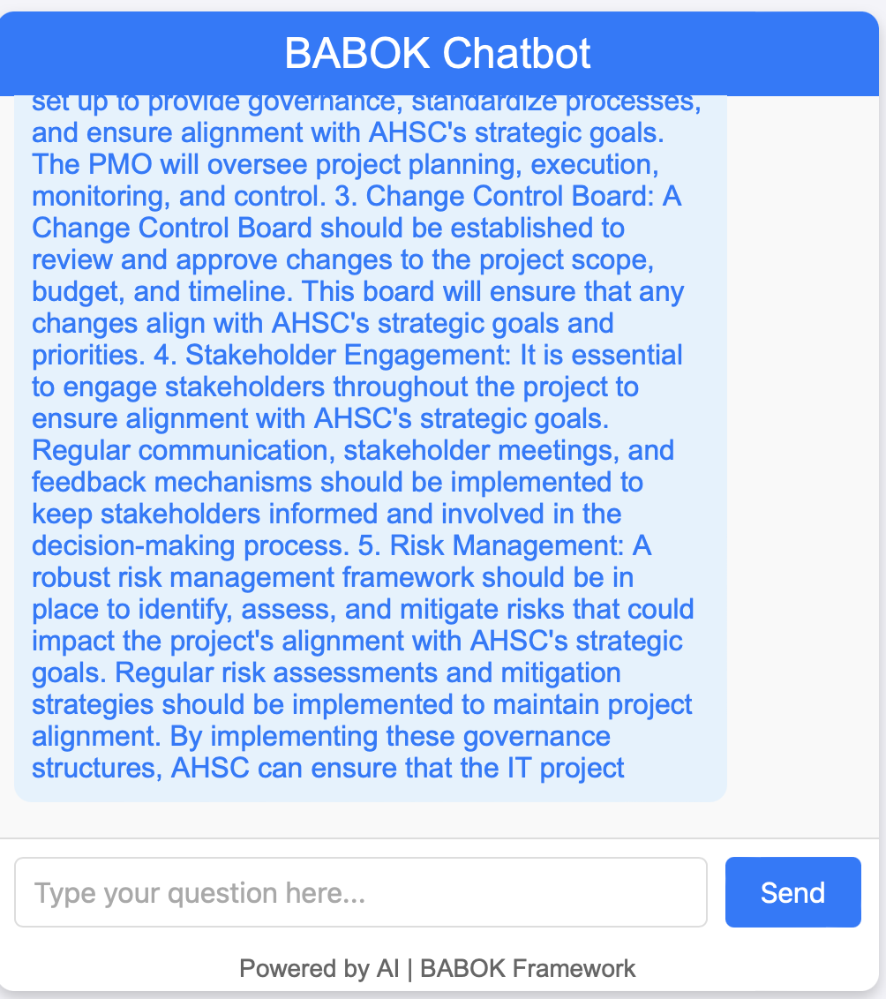 BABOK Chatbot
set up to provide governance, standardize processes,
and ensure alignment with AHSC's strategic goals.
The PMO will oversee project planning, execution,
monitoring, and control. 3. Change Control Board: A
Change Control Board should be established to
review and approve changes to the project scope,
budget, and timeline. This board will ensure that any
changes align with AHSC's strategic goals and
priorities. 4. Stakeholder Engagement: It is essential
to engage stakeholders throughout the project to
ensure alignment with AHSC's strategic goals.
Regular communication, stakeholder meetings, and
feedback mechanisms should be implemented to
keep stakeholders informed and involved in the
decision-making process. 5. Risk Management: A
robust risk management framework should be in
place to identify, assess, and mitigate risks that could
impact the project's alignment with AHSC's strategic
goals. Regular risk assessments and mitigation
strategies should be implemented to maintain project
alignment. By implementing these governance
structures, AHSC can ensure that the IT project
Type your question here...
Send
Powered by AI | BABOK Framework